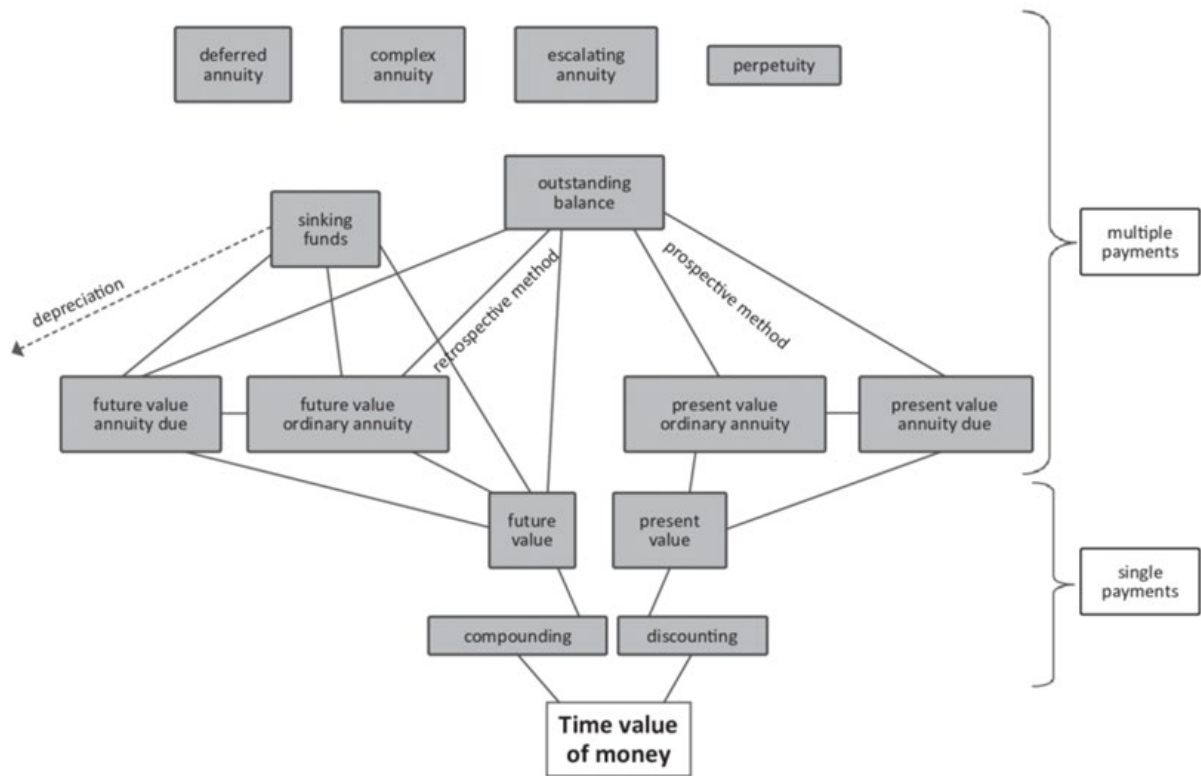 deferred
annuity
complex
annuity
escalating
annuity
perpetuity
outstanding
balance
sinking
funds
multiple
payments
depreciation
retrospective method
prospective method
future value
annuity due
future value
ordinary annuity
present value
ordinary annuity
present value
annuity due
future
value
present
value
single
payments
compounding
discounting
Time value
of money